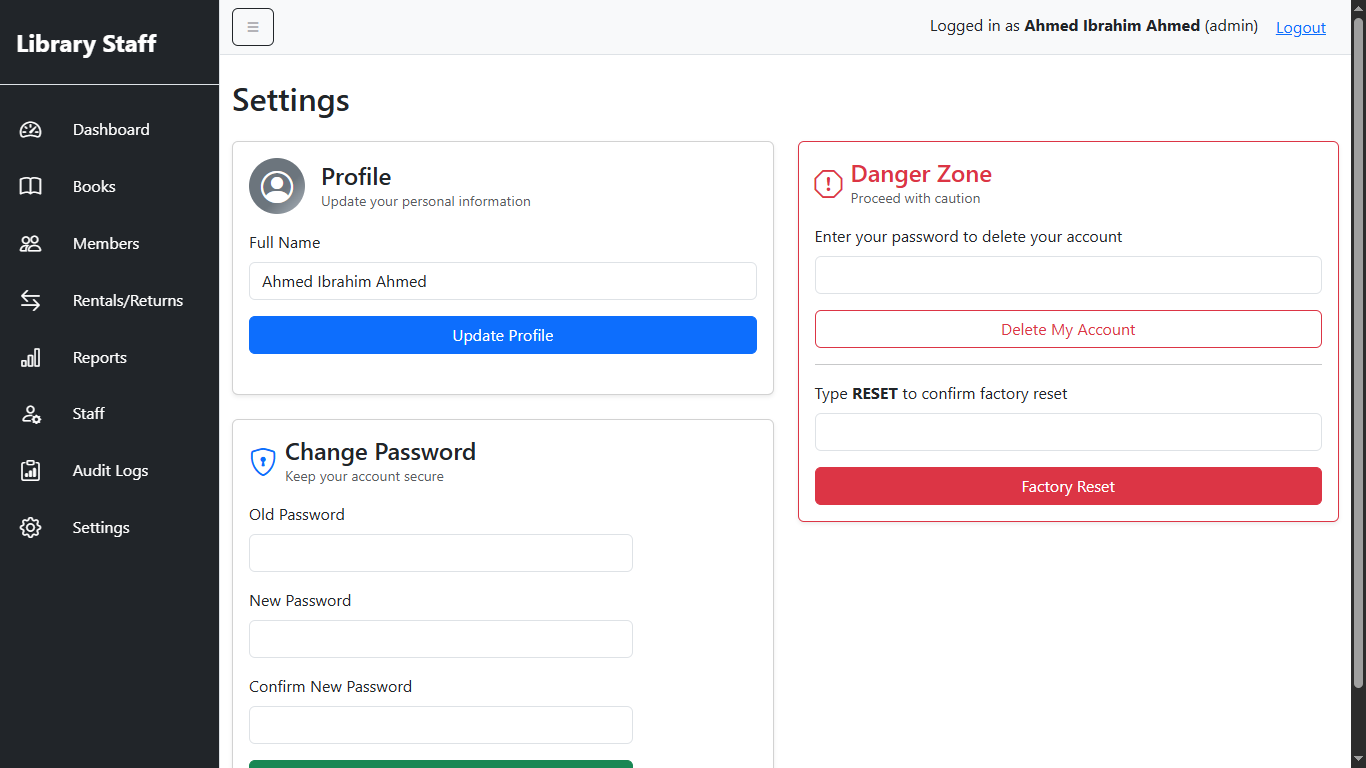 Library Staff
Dashboard
Books
Members
Rentals/Returns
Reports
Staff
Audit Logs
Settings
Logged in as Ahmed Ibrahim Ahmed (admin) Logout
Settings
Profile
Update your personal information
Full Name
Ahmed Ibrahim Ahmed
Update Profile
Change Password
Keep your account secure
Old Password
New Password
Confirm New Password
Danger Zone
Proceed with caution
Enter your password to delete your account
Delete My Account
Type RESET to confirm factory reset
Factory Reset